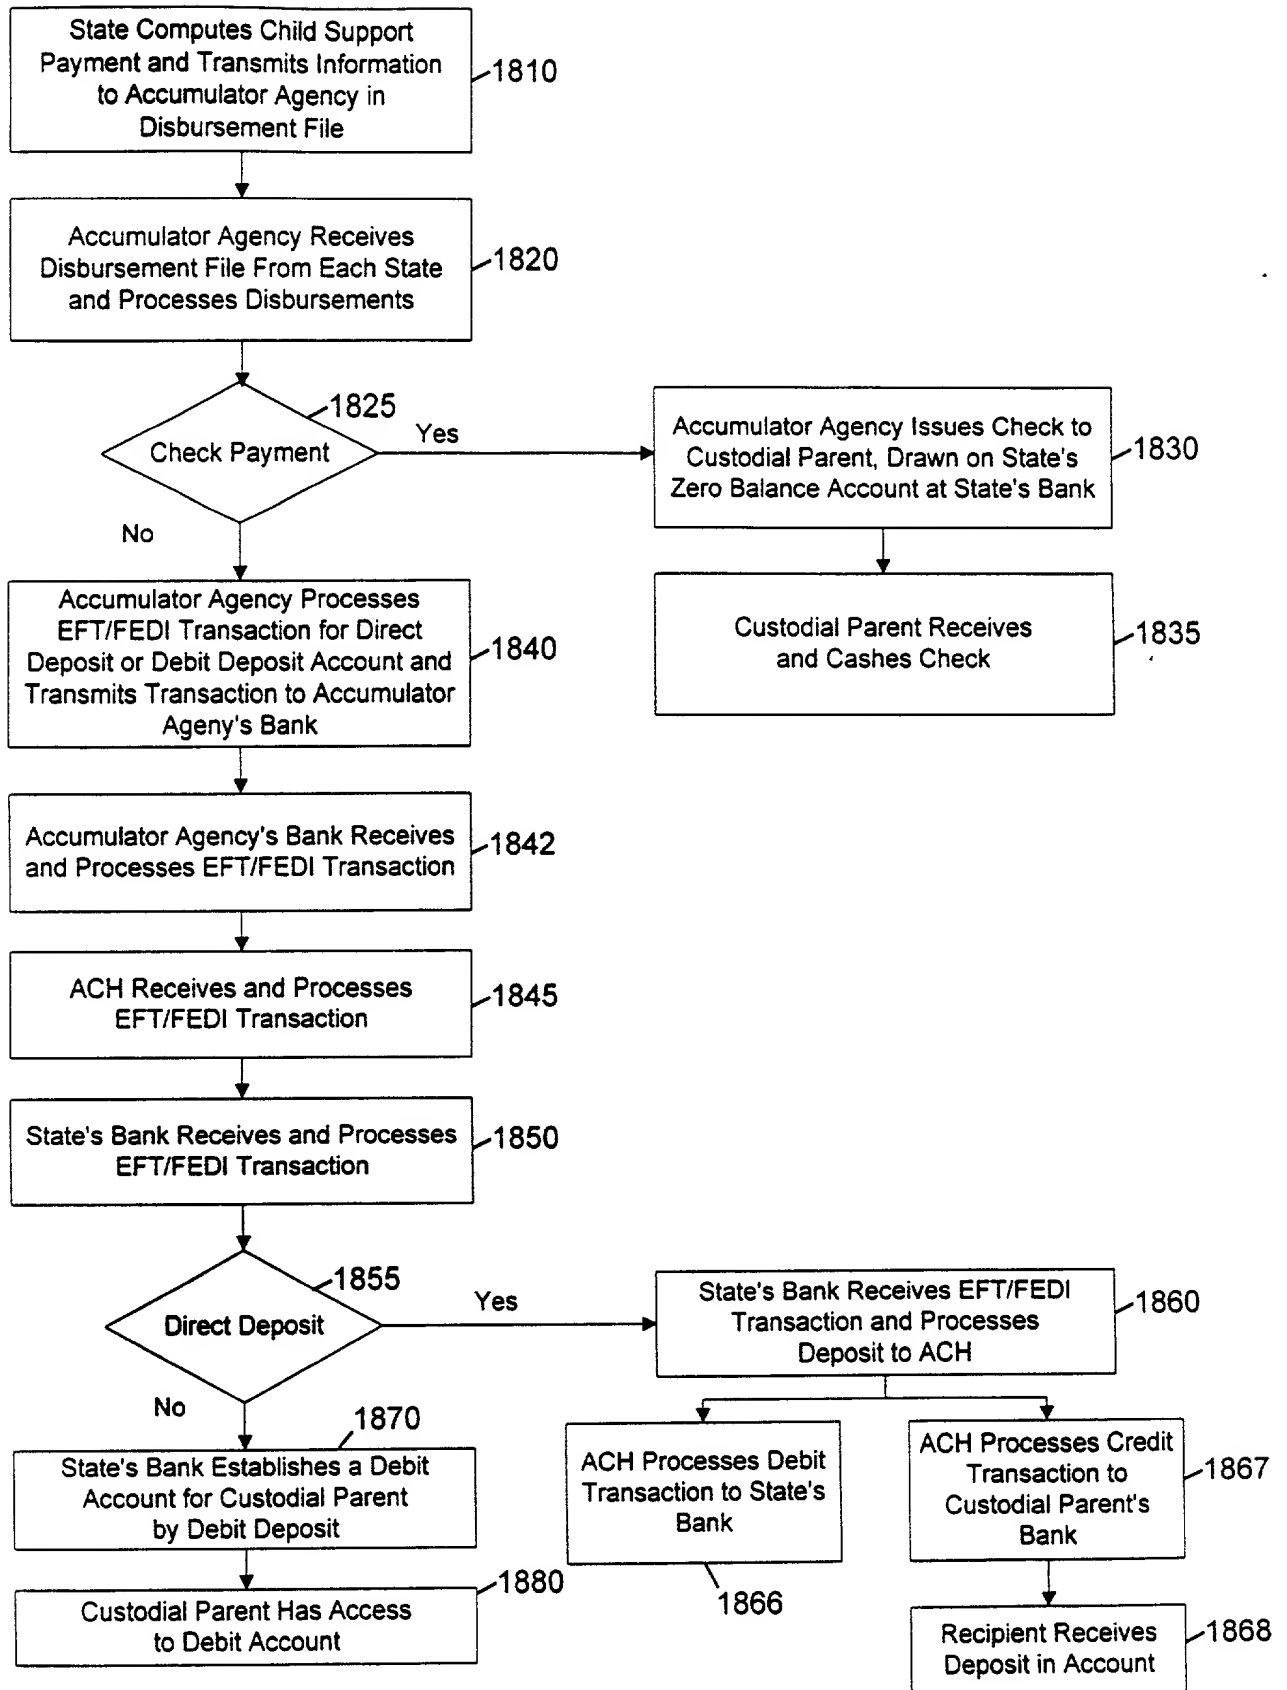 State Computes Child Support
Payment and Transmits Information
to Accumulator Agency in
Disbursement File
1810
Accumulator Agency Receives
Disbursement File From Each State
and Processes Disbursements
1820
1825
Check Payment
Yes
No
Accumulator Agency Issues Check to
Custodial Parent, Drawn on State's
Zero Balance Account at State's Bank
1830
Custodial Parent Receives
and Cashes Check
1835
Accumulator Agency Processes
EFT/FEDI Transaction for Direct
Deposit or Debit Deposit Account and
Transmits Transaction to Accumulator
Ageny's Bank
1840
Accumulator Agency's Bank Receives
and Processes EFT/FEDI Transaction
1842
ACH Receives and Processes
EFT/FEDI Transaction
1845
State's Bank Receives and Processes
EFT/FEDI Transaction
1850
1855
Direct Deposit
Yes
No
State's Bank Receives EFT/FEDI
Transaction and Processes
Deposit to ACH
1860
ACH Processes Debit
Transaction to State's
Bank
1866
ACH Processes Credit
Transaction to
Custodial Parent's
Bank
1867
Recipient Receives
Deposit in Account
1868
1870
State's Bank Establishes a Debit
Account for Custodial Parent
by Debit Deposit
Custodial Parent Has Access
to Debit Account
1880